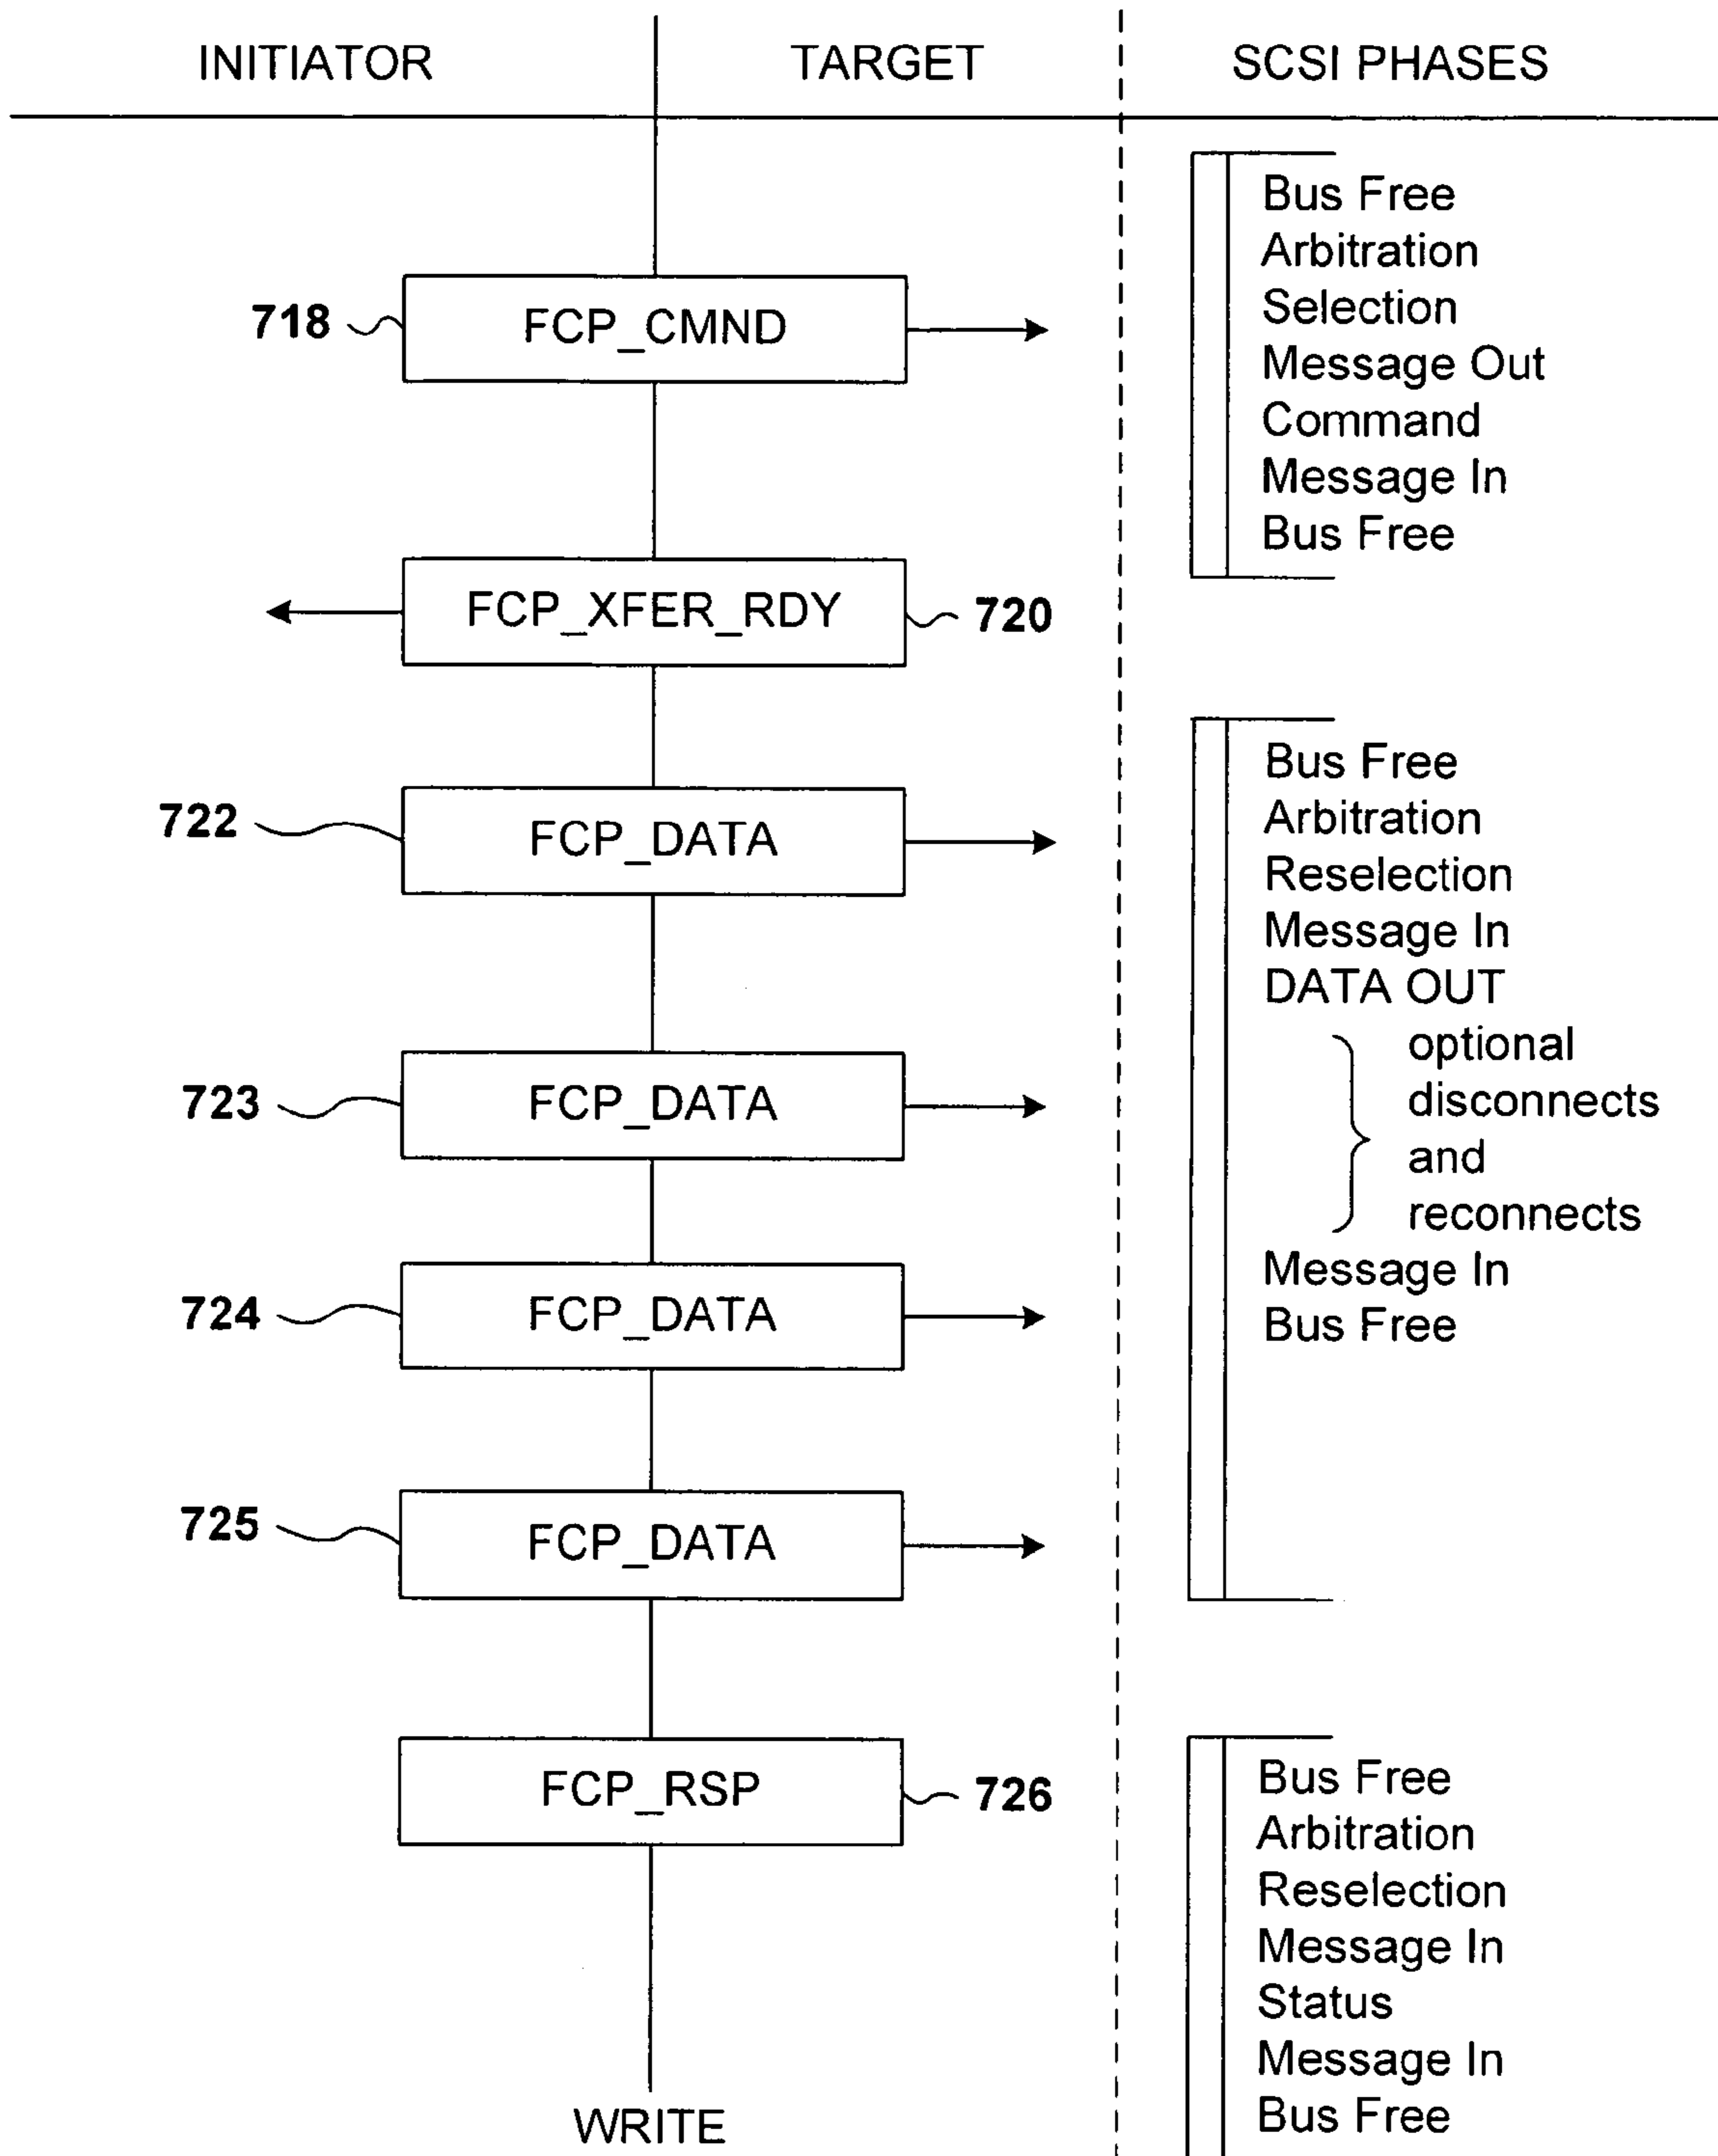 INITIATOR
TARGET
SCSI PHASES
718
FCP_CMND
Bus Free
Arbitration
Selection
Message Out
Command
Message In
Bus Free
FCP_XFER_RDY
720
722
FCP_DATA
723
FCP_DATA
724
FCP_DATA
725
FCP_DATA
Bus Free
Arbitration
Reselection
Message In
DATA OUT
optional
disconnects
and
reconnects
Message In
Bus Free
FCP_RSP
726
Bus Free
Arbitration
Reselection
Message In
Status
Message In
Bus Free
WRITE